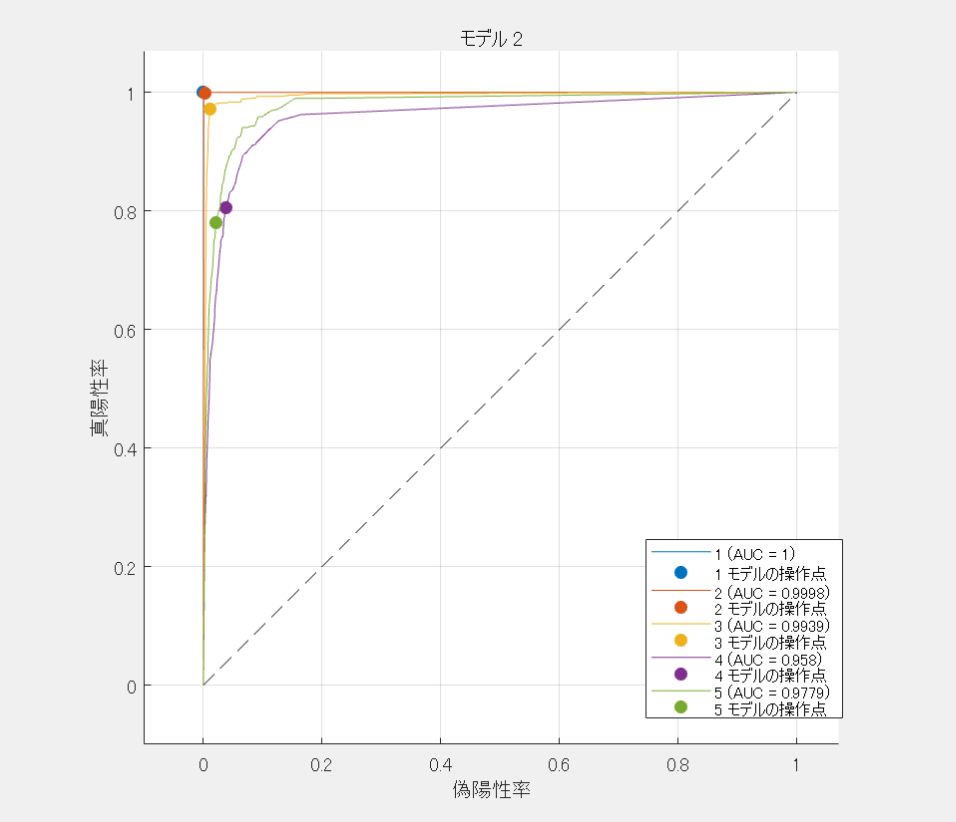 モデル 2
1
0.8
0.6
0.4
0.2
0
真陽性率
0
0.2
0.4
0.6
0.8
1
偽陽性率
1 (AUC = 1)
1 モデルの操作点
2 (AUC = 0.9998)
2 モデルの操作点
3 (AUC = 0.9939)
3 モデルの操作点
4 (AUC = 0.958)
4 モデルの操作点
5 (AUC = 0.9779)
5 モデルの操作点